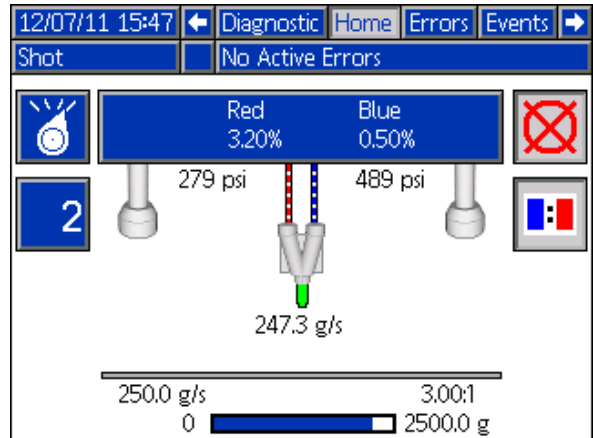 12/07/11 15:47 Diagnostic Home Errors Events
Shot No Active Errors
Red Blue
3.20% 0.50%
279 psi 489 psi
2
247.3 g/s
250.0 g/s 3.00:1
0 2500.0 g